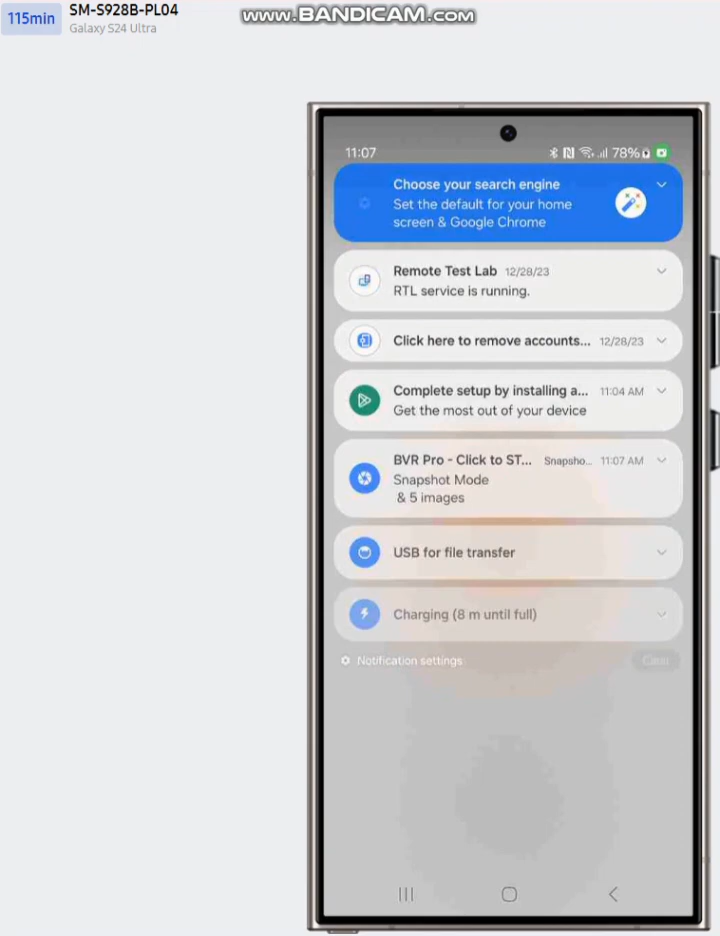 115min
SM-S928B-PL04
Galaxy S24 Ultra
www.BANDICAM.com
11:07
78%
Choose your search engine
Set the default for your home
screen & Google Chrome
Remote Test Lab 12/28/23
RTL service is running.
Click here to remove accounts... 12/28/23
Complete setup by installing a... 11:04 AM
Get the most out of your device
BVR Pro - Click to ST... Snapsho... 11:07 AM
Snapshot Mode
& 5 images
USB for file transfer
Charging (8 m until full)
Notification settings
Clear